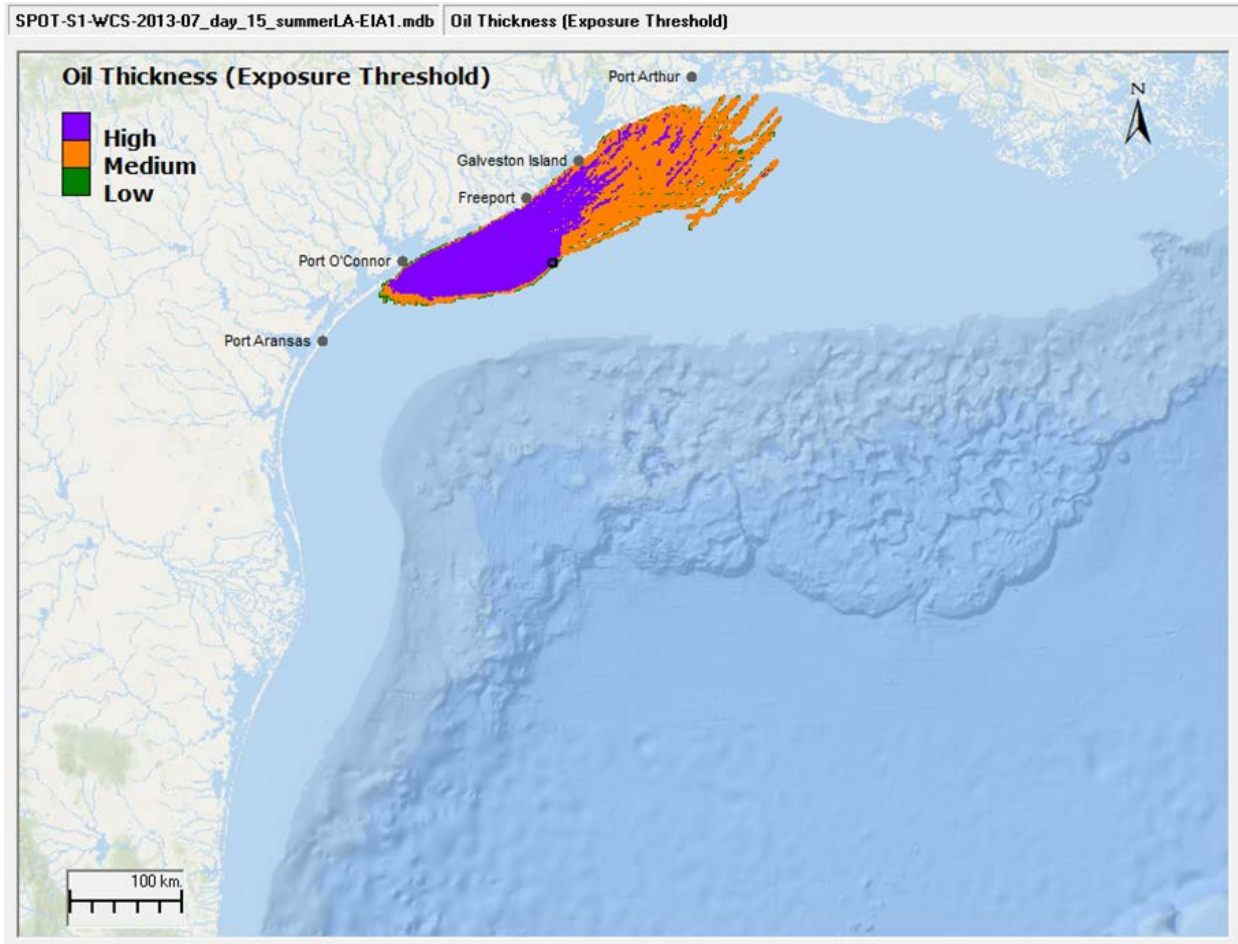 SPOT-S1-WCS-2013-07_day_15_summerLA-EIA1.mdb
Oil Thickness (Exposure Threshold)
Oil Thickness (Exposure Threshold)
High
Medium
Low
Port Arthur
N
Galveston Island
Freeport
Port O'Connor
Port Aransas
100 km.